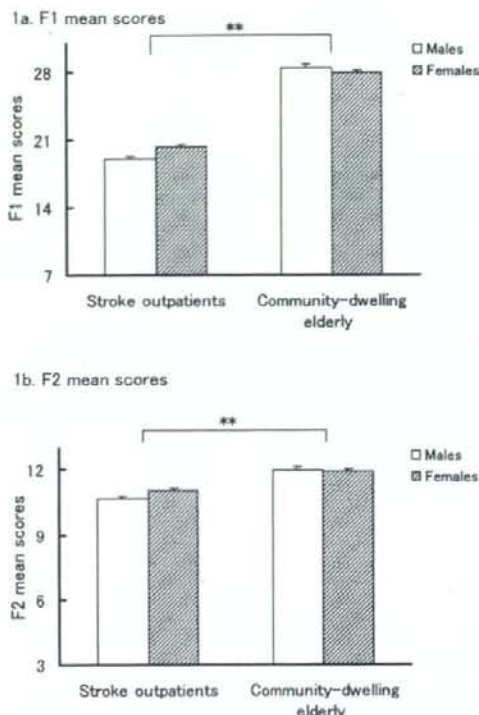 1a. F1 mean scores
**
Males
Females
F1 mean scores
28
21
14
7
Stroke outpatients
Community-dwelling
elderly
1b. F2 mean scores
**
Males
Females
F2 mean scores
12
9
6
3
Stroke outpatients
Community-dwelling
elderly